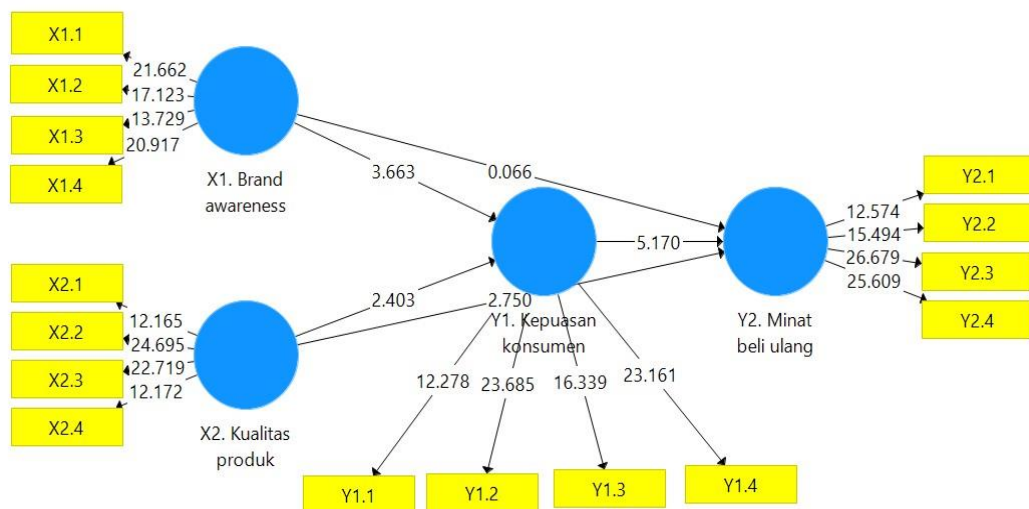 X1.1
X1.2
X1.3
X1.4
21.662
17.123
13.729
20.917
X1. Brand
awareness
3.663
0.066
X2.1
X2.2
X2.3
X2.4
12.165
24.695
22.719
12.172
X2. Kualitas
produk
2.403
2.750
5.170
Y1. Kepuasan
konsumen
12.278
23.685
16.339
23.161
Y1.1
Y1.2
Y1.3
Y1.4
Y2. Minat
beli ulang
12.574
15.494
26.679
25.609
Y2.1
Y2.2
Y2.3
Y2.4